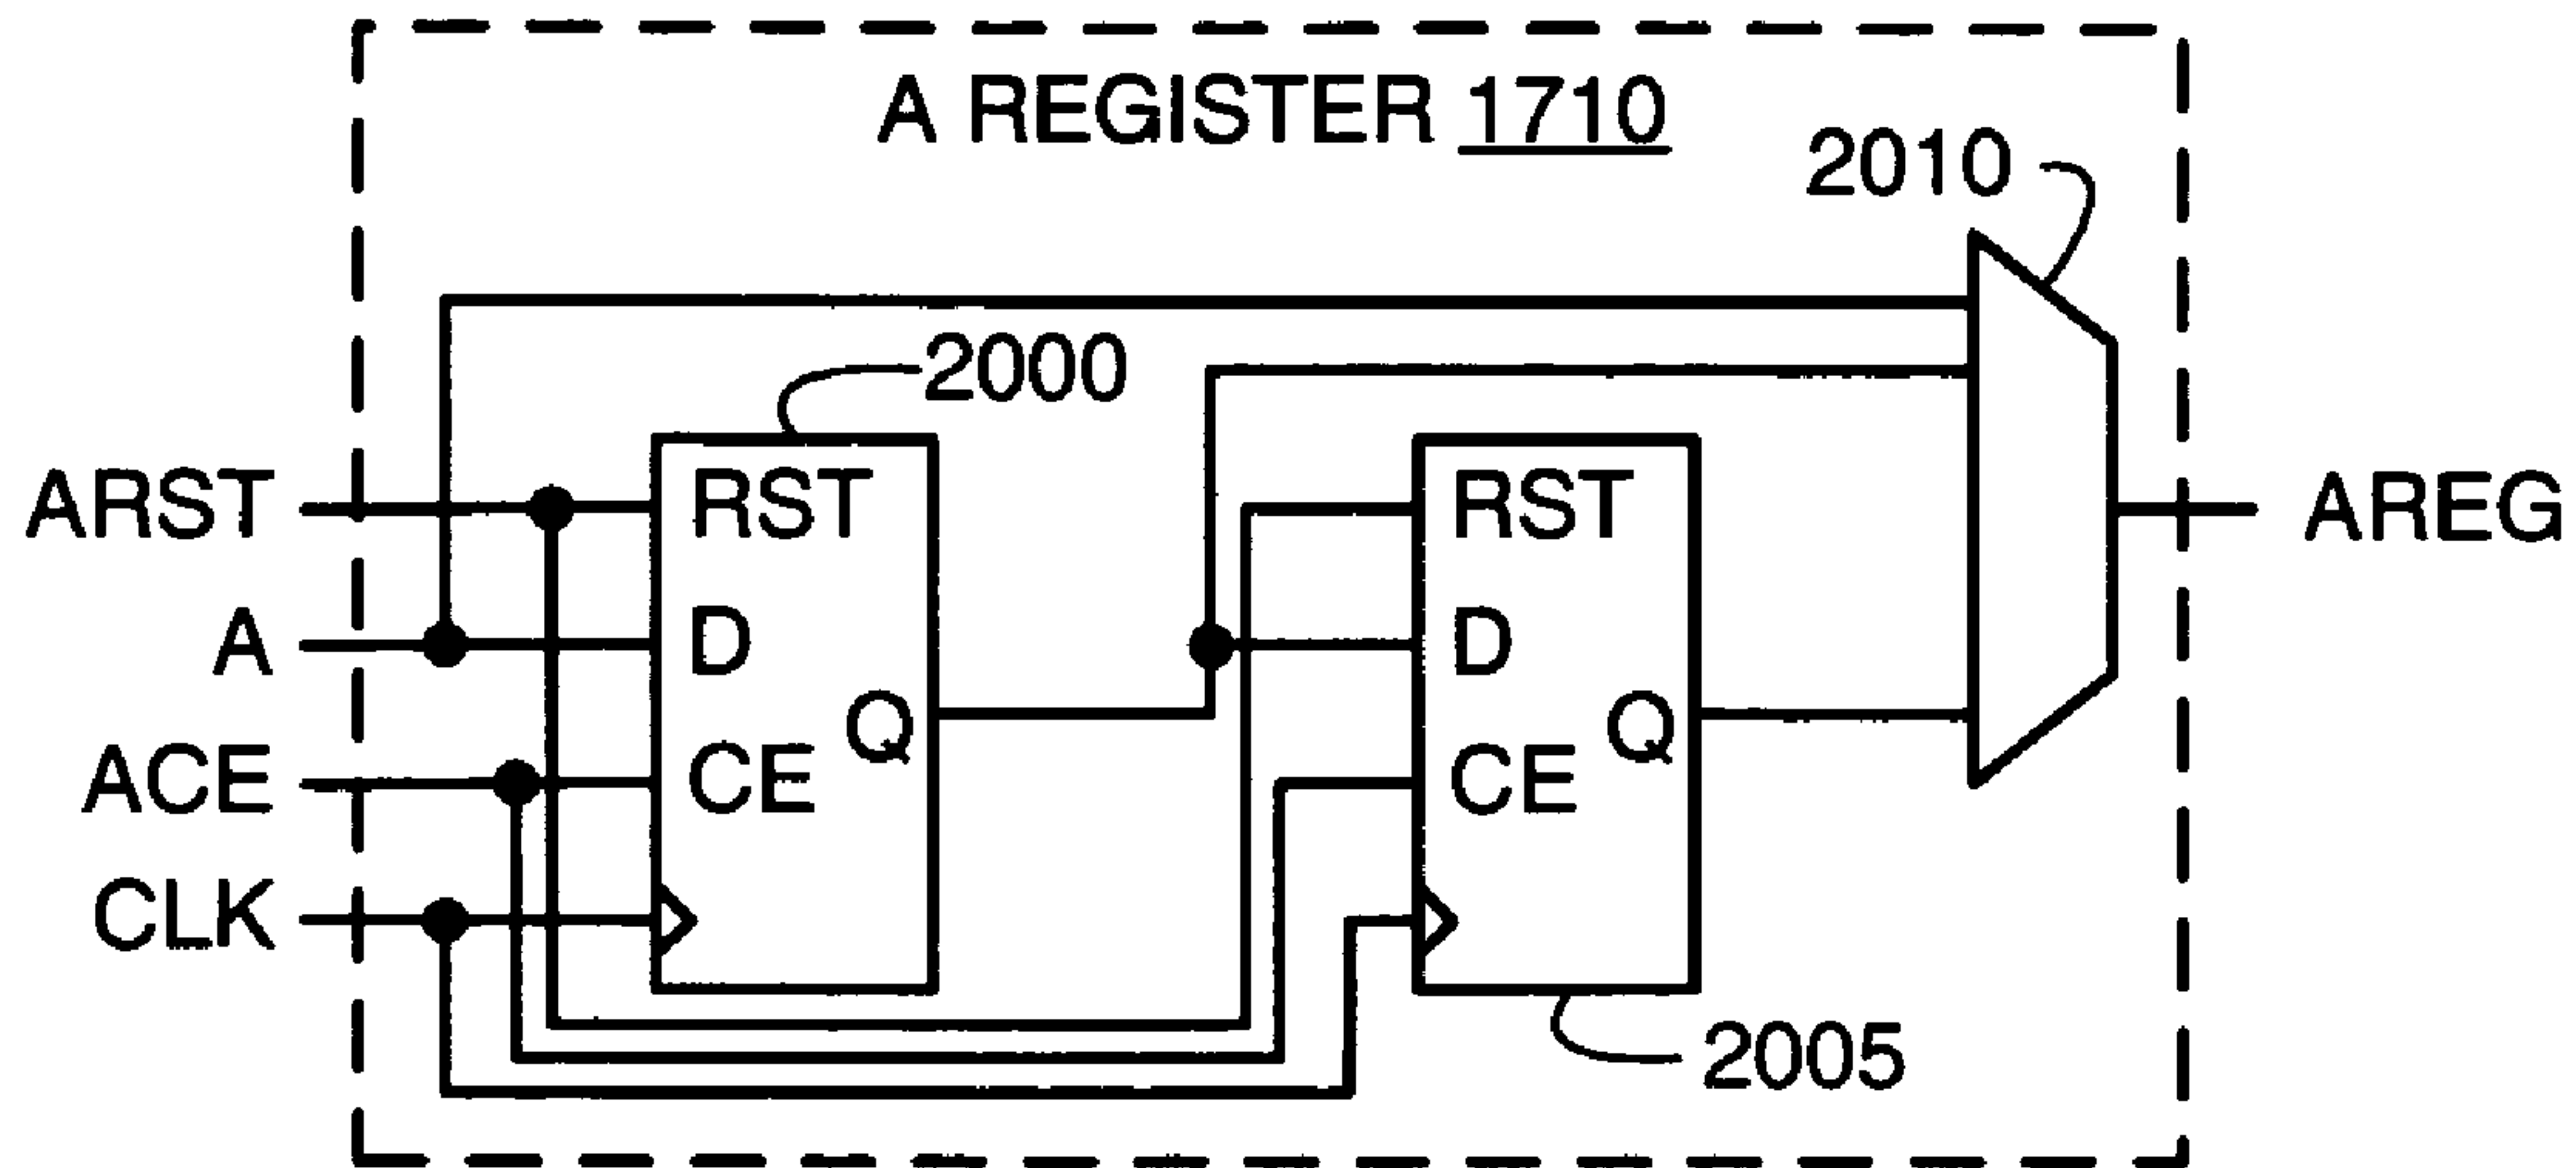 A REGISTER 1710
2010
2000
ARST
RST
RST
AREG
A
D
D
Q
Q
ACE
CE
CE
CLK
2005